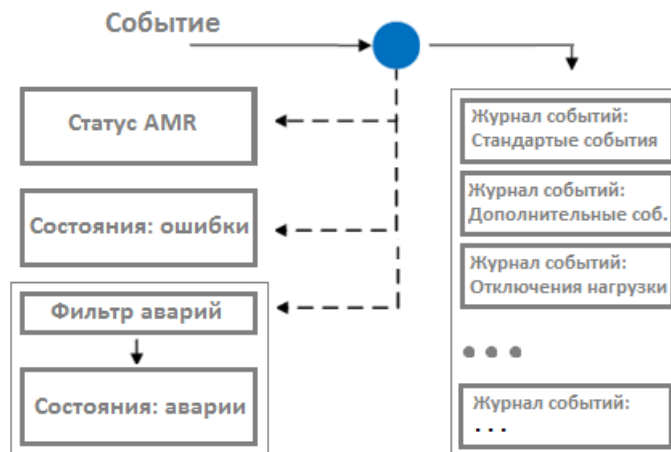 Событие
Статус AMR
Состояния: ошибки
Фильтр аварий
Состояния: аварии
Журнал событий:
Стандартые события
Журнал событий:
Дополнительные соб.
Журнал событий:
Отключения нагрузки
• • •
Журнал событий:
...